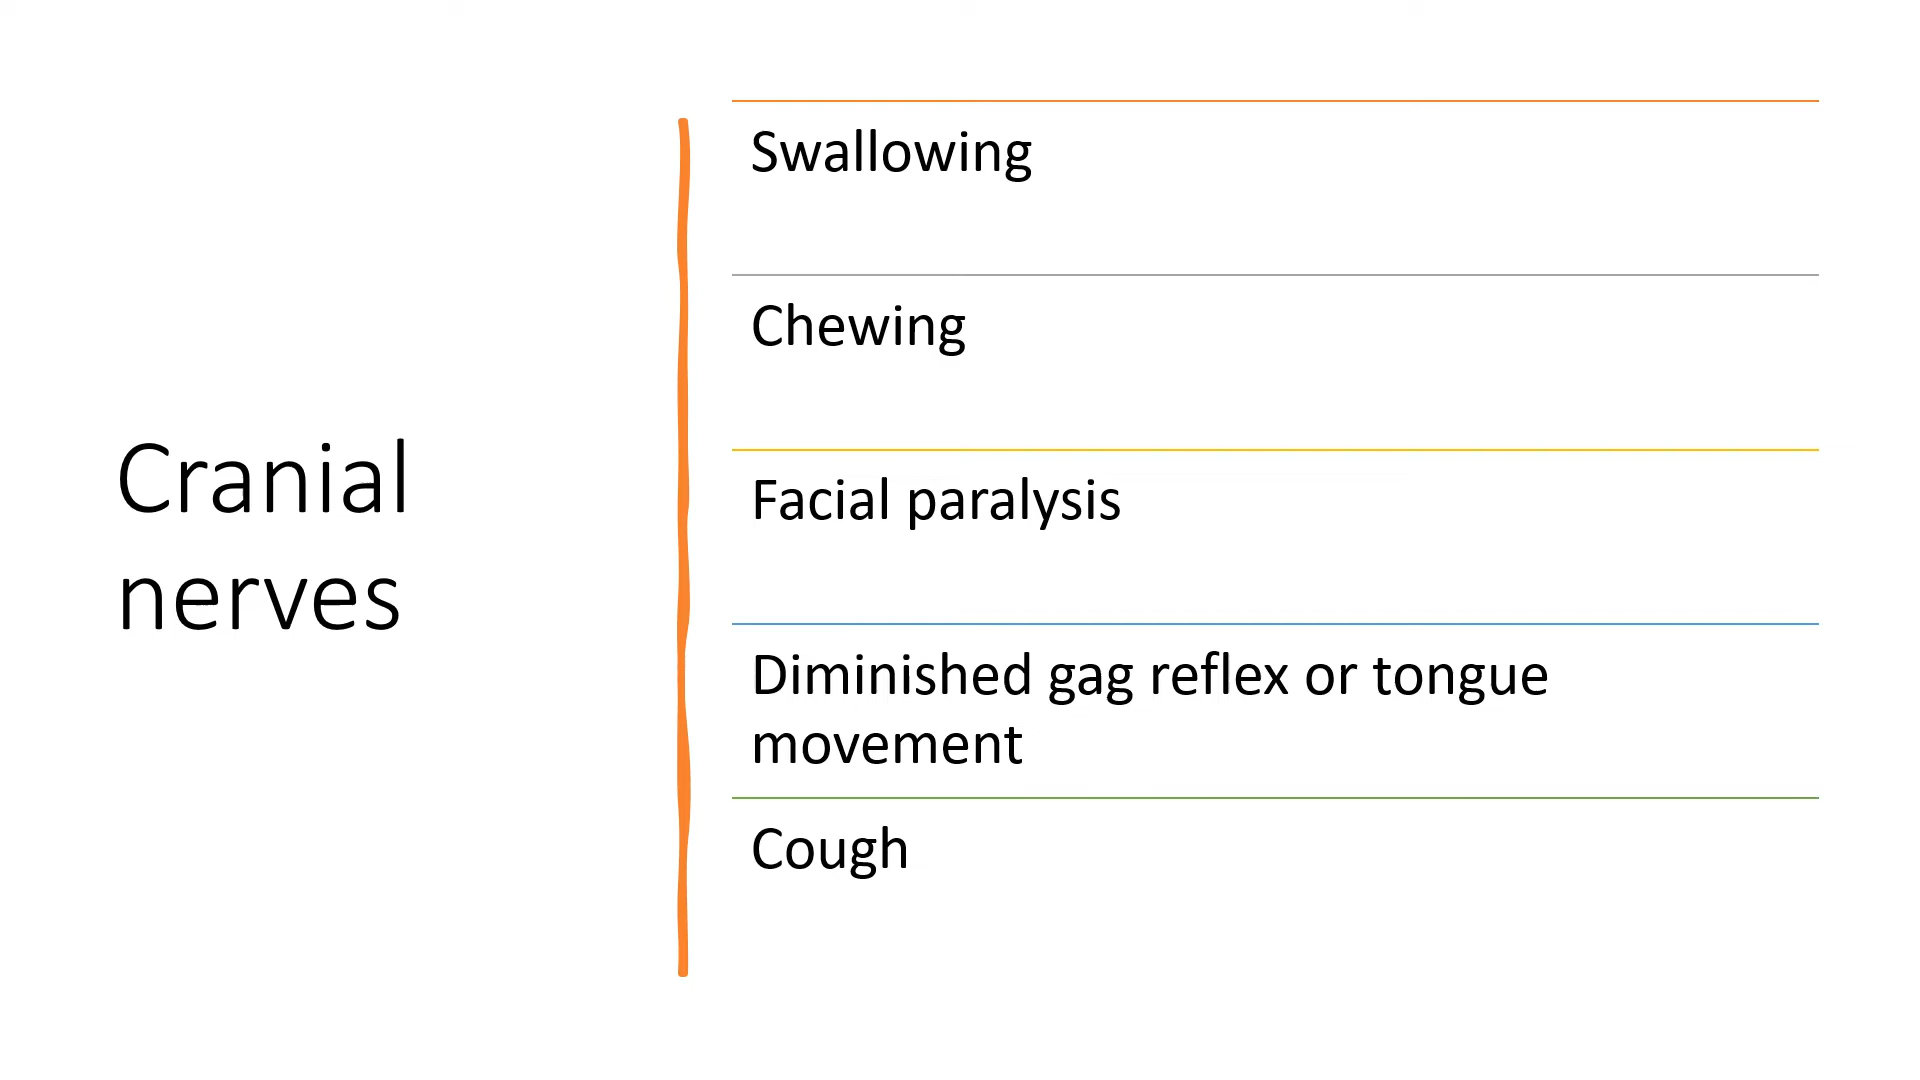 Cranial
nerves
Swallowing
Chewing
Facial paralysis
Diminished gag reflex or tongue
movement
Cough